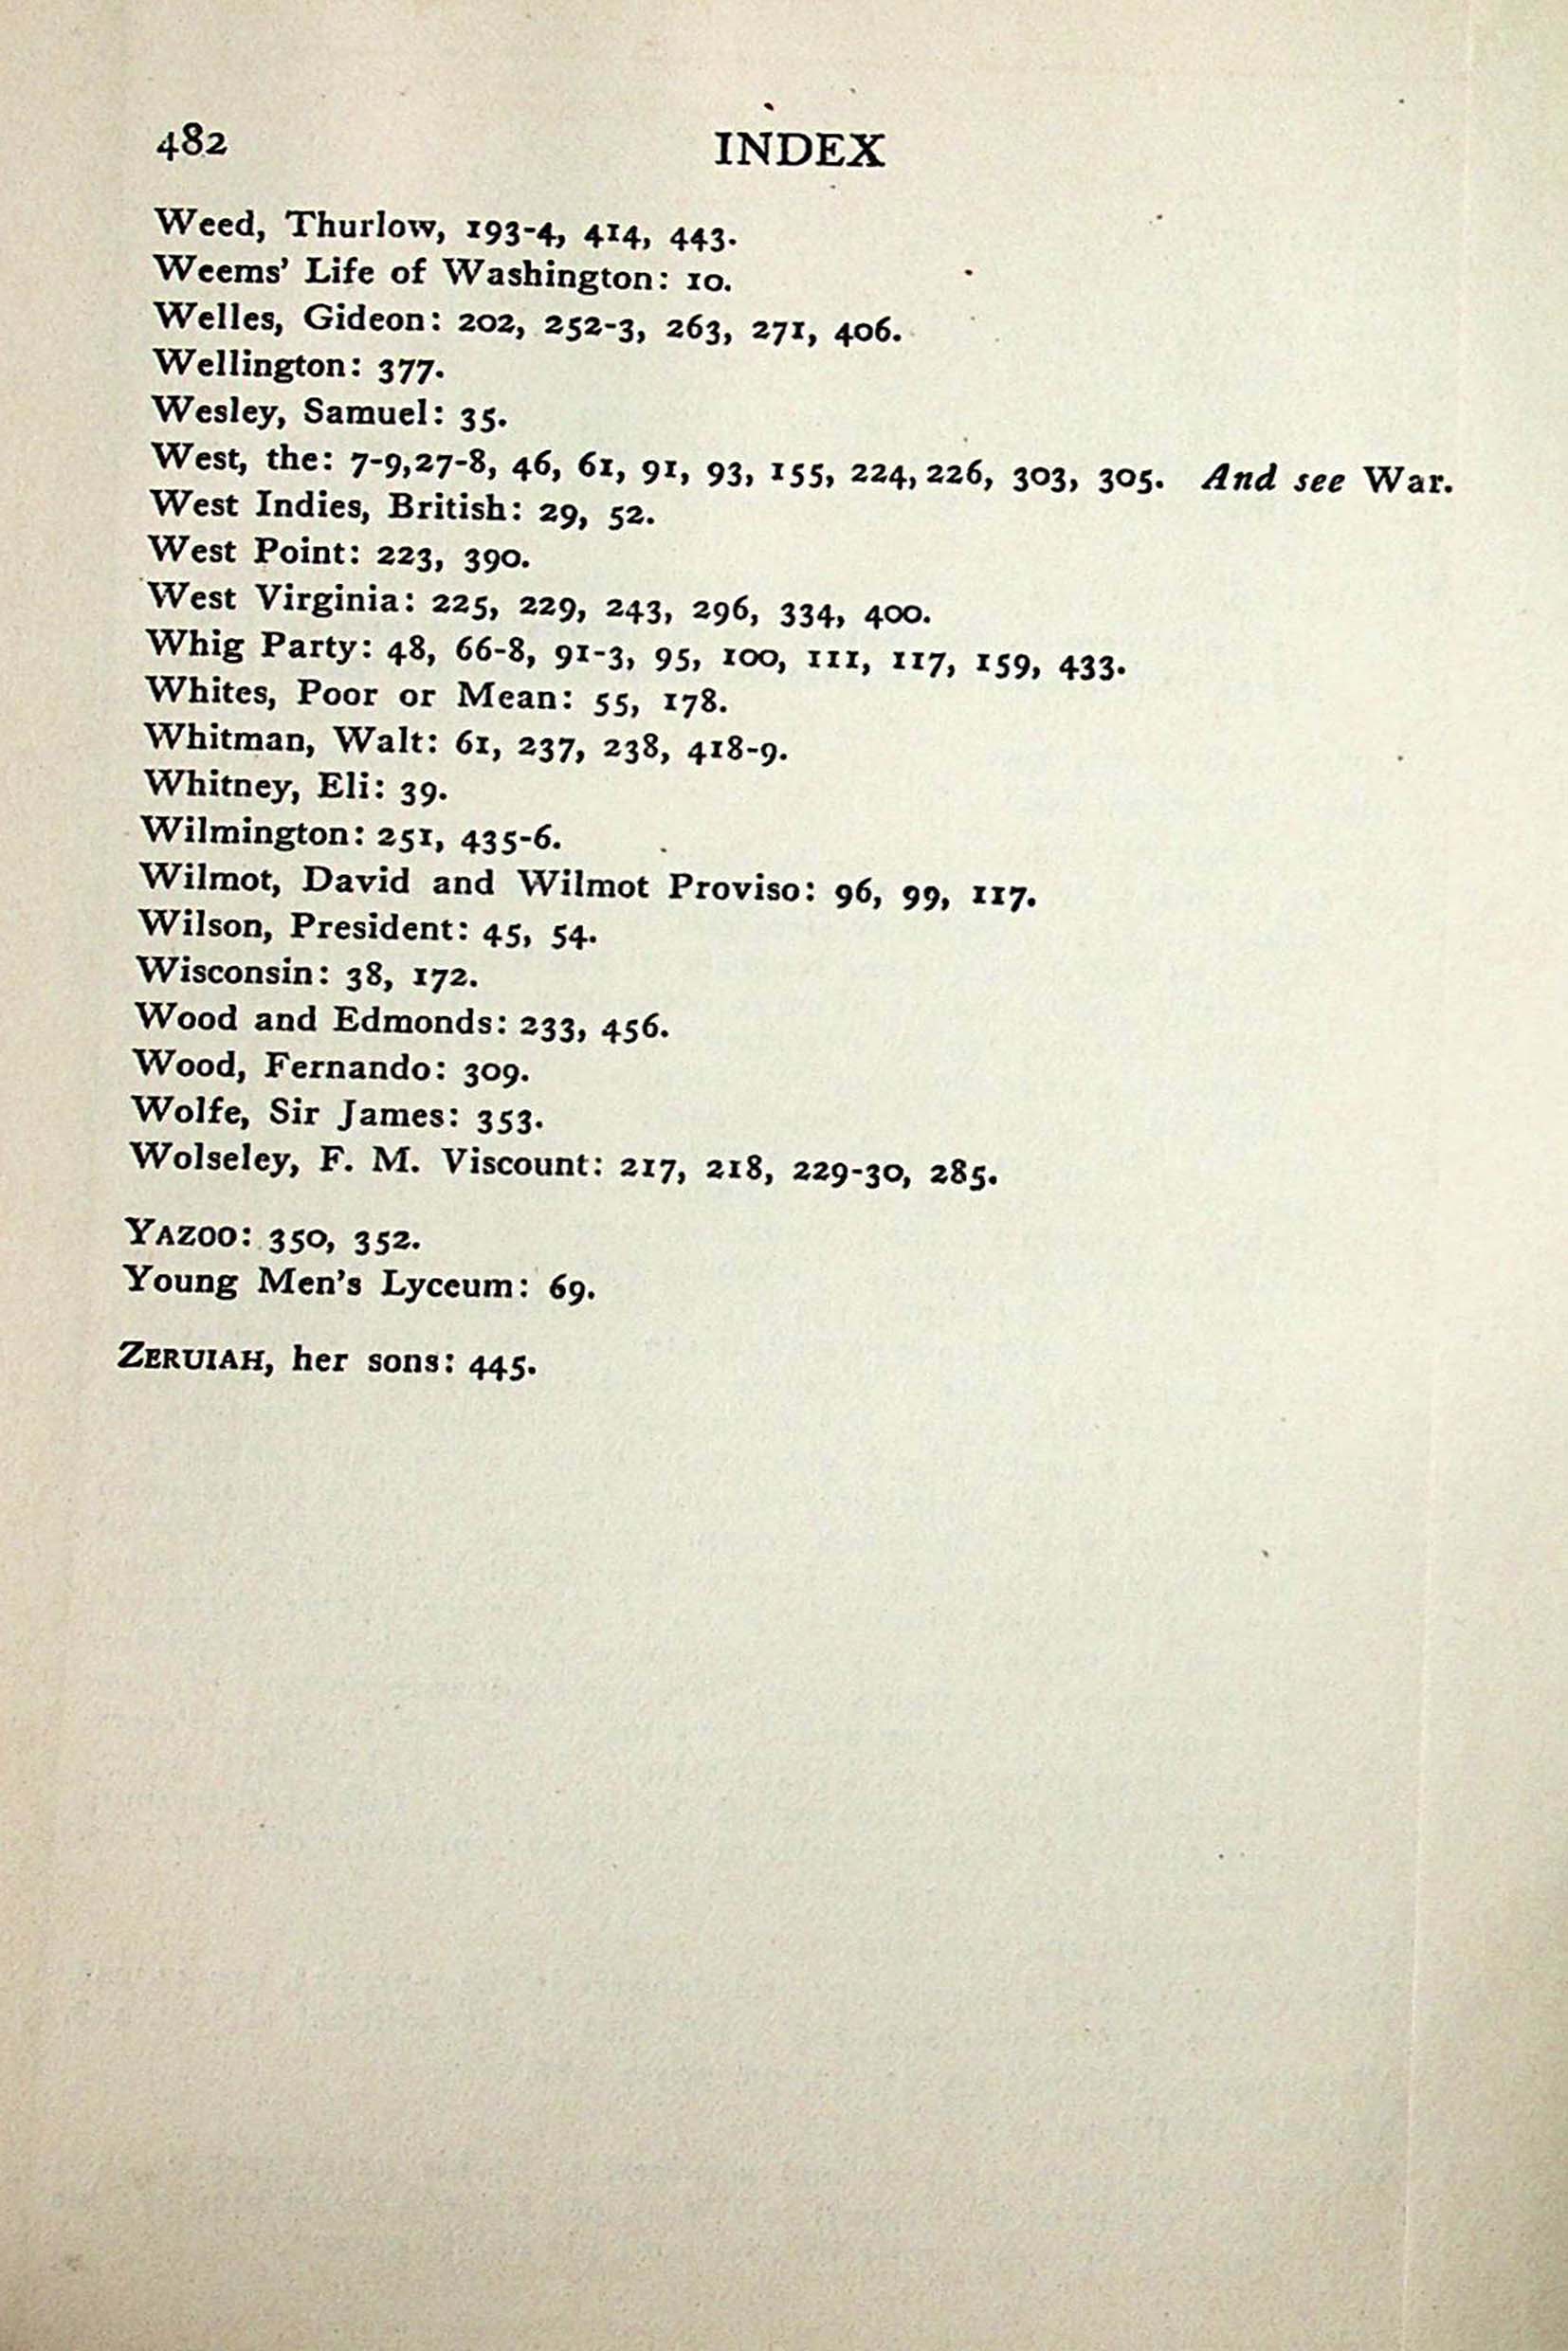 482 INDEX
Weed, Thurlow, 193-4, 414, 443.
Weems' Life of Washington: 10.
Welles, Gideon: 202, 252-3, 263, 271, 406.
Wellington: 377.
Wesley, Samuel: 35.
West, the: 7-9,27-8, 46, 61, 91, 93, 155, 224, 226, 303, 305. And see War.
West Indies, British: 29, 52.
West Point: 223, 390.
West Virginia: 225, 229, 243, 296, 334, 400.
Whig Party: 48, 66-8, 91-3, 95, 100, 111, 117, 159, 433.
Whites, Poor or Mean: 55, 178.
Whitman, Walt: 61, 237, 238, 418-9.
Whitney, Eli: 39.
Wilmington: 251, 435-6.
Wilmot, David and Wilmot Proviso: 96, 99, 117.
Wilson, President: 45, 54.
Wisconsin: 38, 172.
Wood and Edmonds: 233, 456.
Wood, Fernando: 309.
Wolfe, Sir James: 353.
Wolseley, F. M. Viscount: 217, 218, 229-30, 285.
YAZOO: 350, 352.
Young Men's Lyceum: 69.
ZERUIAH, her sons: 445.